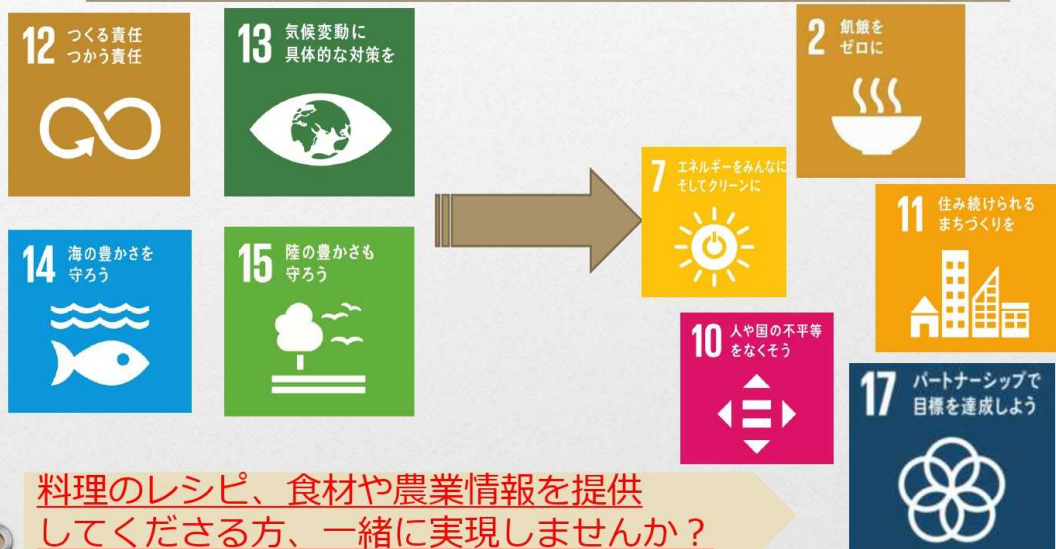 12 つくる責任
つかう責任
13 気候変動に
具体的な対策を
14 海の豊かさを
守ろう
15 陸の豊かさも
守ろう
2 飢餓を
ゼロに
7 エネルギーをみんなに
そしてクリーンに
11 住み続けられる
まちづくりを
10 人や国の不平等
をなくそう
17 パートナーシップで
目標を達成しよう
料理のレシピ、食材や農業情報を提供
してくださる方、一緒に実現しませんか？